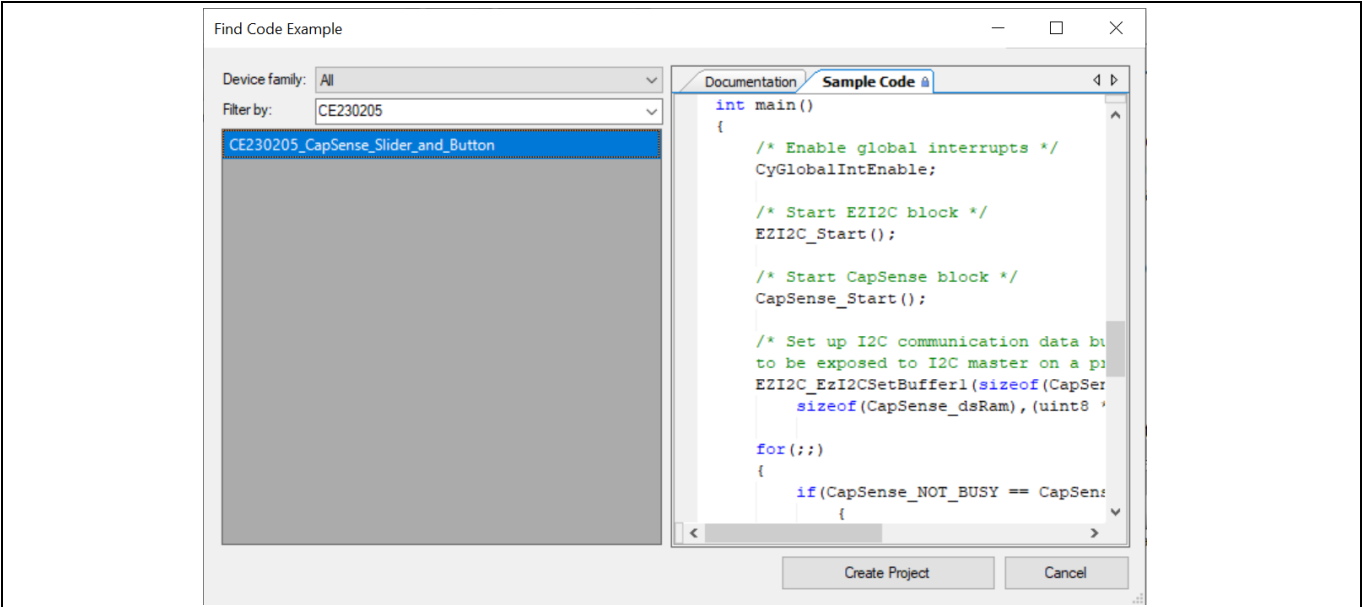 Find Code Example
Device family: All
Filter by: CE230205
CE230205_CapSense_Slider_and_Button
Documentation Sample Code
int main()
{
/* Enable global interrupts */
CyGlobalIntEnable;
/* Start EZI2C block */
EZI2C_Start();
/* Start CapSense block */
CapSense_Start();
/* Set up I2C communication data bu
to be exposed to I2C master on a pr
EZI2C_EzI2CSetBuffer1(sizeof(CapSen
sizeof(CapSense_dsRam),(uint8 *
for(;;)
{
if(CapSense_NOT_BUSY == CapSens
{
Create Project Cancel